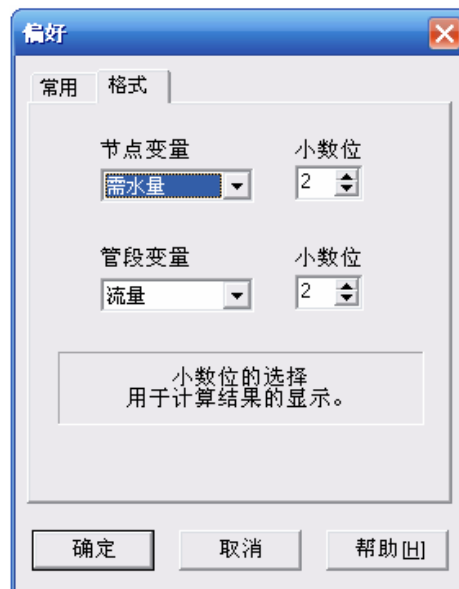 偏好
常用 格式
节点变量 小数位
需水量 2
管段变量 小数位
流量 2
小数位的选择
用于计算结果的显示。
确定 取消 帮助[H]